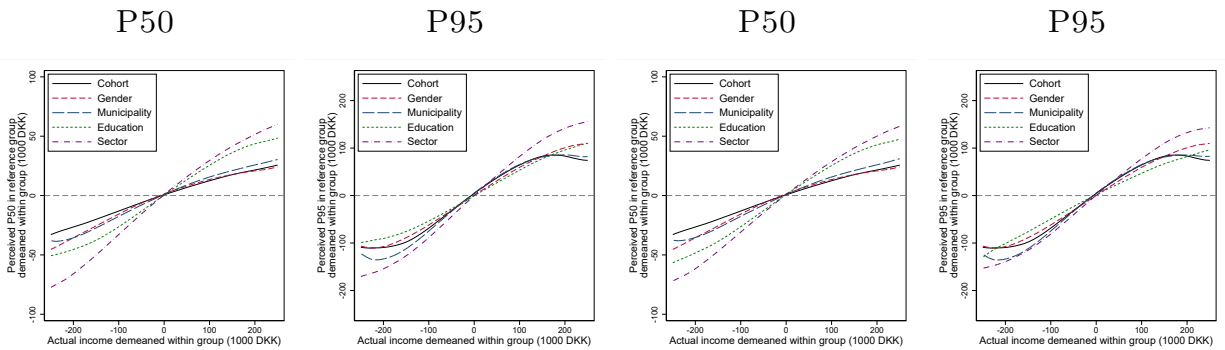 P50
P95
P50
P95
Perceived P50 in reference group
demeaned within group (1000 DKK)
100
50
0
-50
-100
Cohort
Gender
Municipality
Education
Sector
-200
-100
0
100
200
Actual income demeaned within group (1000 DKK)
Perceived P95 in reference group
demeaned within group (1000 DKK)
200
100
0
-100
-200
Cohort
Gender
Municipality
Education
Sector
-200
-100
0
100
200
Actual income demeaned within group (1000 DKK)
Perceived P50 in reference group
demeaned within group (1000 DKK)
100
50
0
-50
-100
Cohort
Gender
Municipality
Education
Sector
-200
-100
0
100
200
Actual income demeaned within group (1000 DKK)
Perceived P95 in reference group
demeaned within group (1000 DKK)
200
100
0
-100
-200
Cohort
Gender
Municipality
Education
Sector
-200
-100
0
100
200
Actual income demeaned within group (1000 DKK)